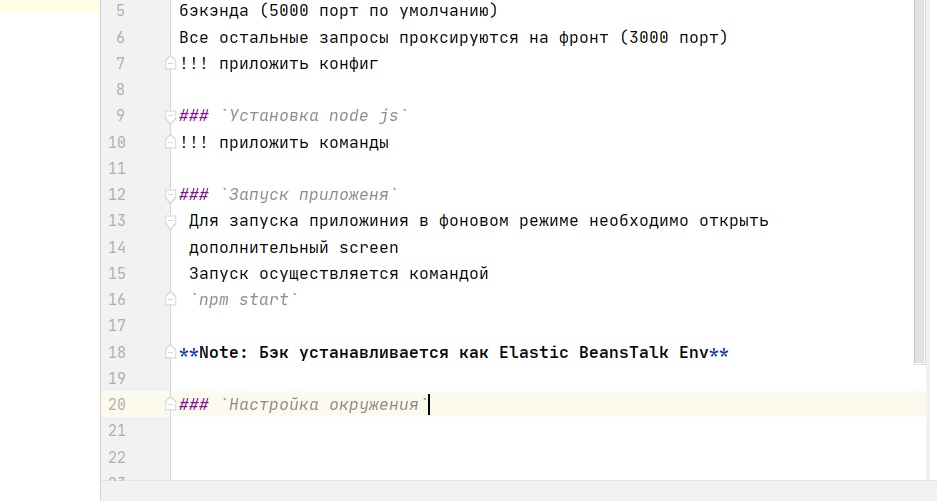 5 бэкэнда (5000 порт по умолчанию)
6 Все остальные запросы проксируются на фронт (3000 порт)
7 !!! приложить конфиг
8
9 ### `Установка node js`
10 !!! приложить команды
11
12 ### `Запуск приложеня`
13 Для запуска приложиния в фоновом режиме необходимо открыть
14 дополнительный screen
15 Запуск осуществляется командой
16 `npm start`
17
18 **Note: Бэк устанавливается как Elastic BeansTalk Env**
19
20 ### `Настройка окружения`
21
22